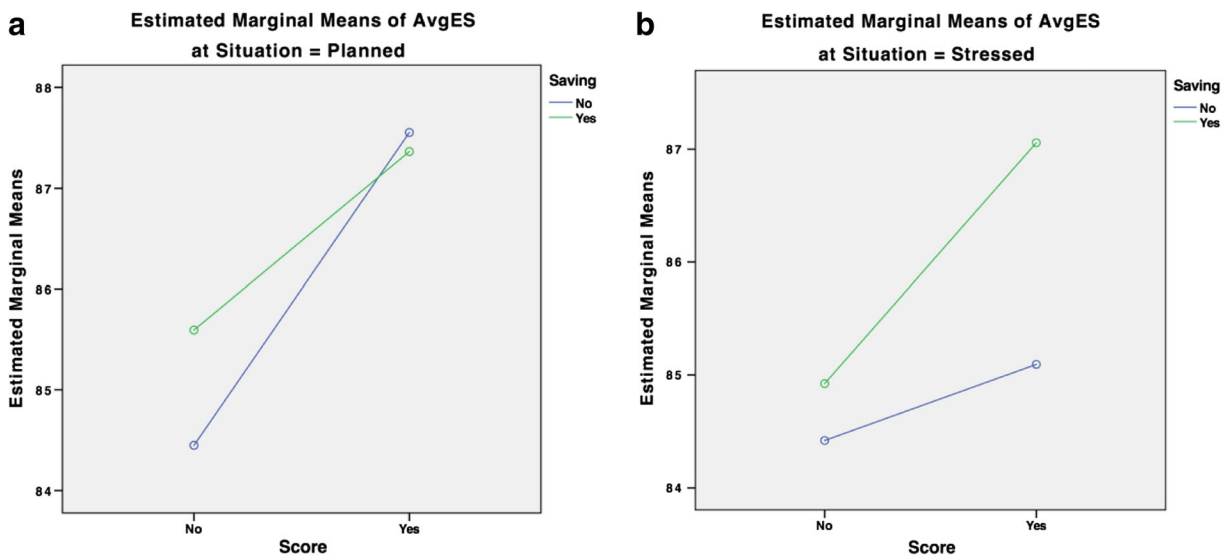 a
Estimated Marginal Means of AvgES
at Situation = Planned
Saving
No
Yes
Estimated Marginal Means
88
87
86
85
84
No
Yes
Score
b
Estimated Marginal Means of AvgES
at Situation = Stressed
Saving
No
Yes
Estimated Marginal Means
87
86
85
84
No
Yes
Score